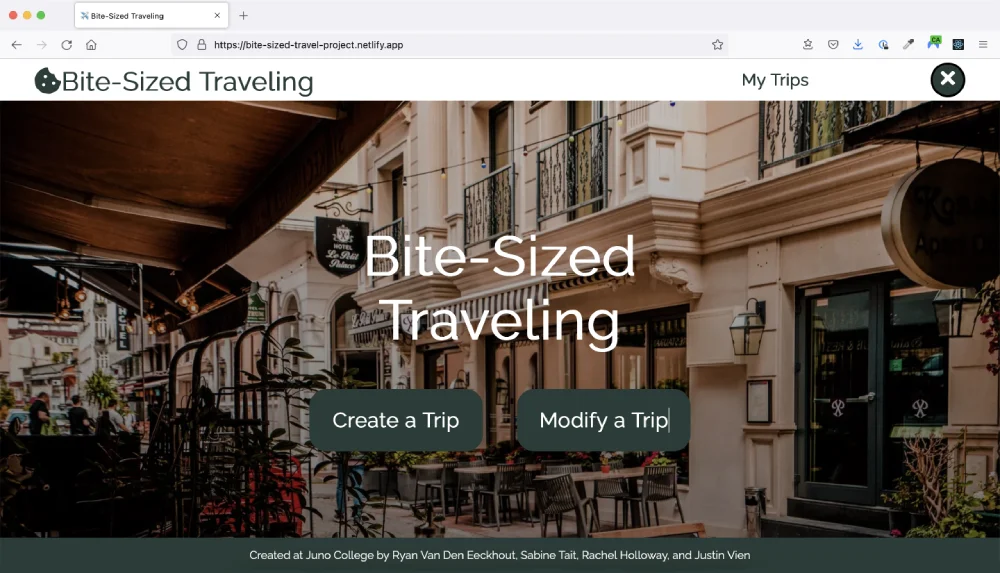 Bite-Sized Traveling
https://bite-sized-travel-project.netlify.app
CA
Bite-Sized Traveling
My Trips
HOTEL
Le Petit
Palace
Bite-Sized
Traveling
HOTEL
Create a Trip
Modify a Trip
Created at Juno College by Ryan Van Den Eeckhout, Sabine Tait, Rachel Holloway, and Justin Vien